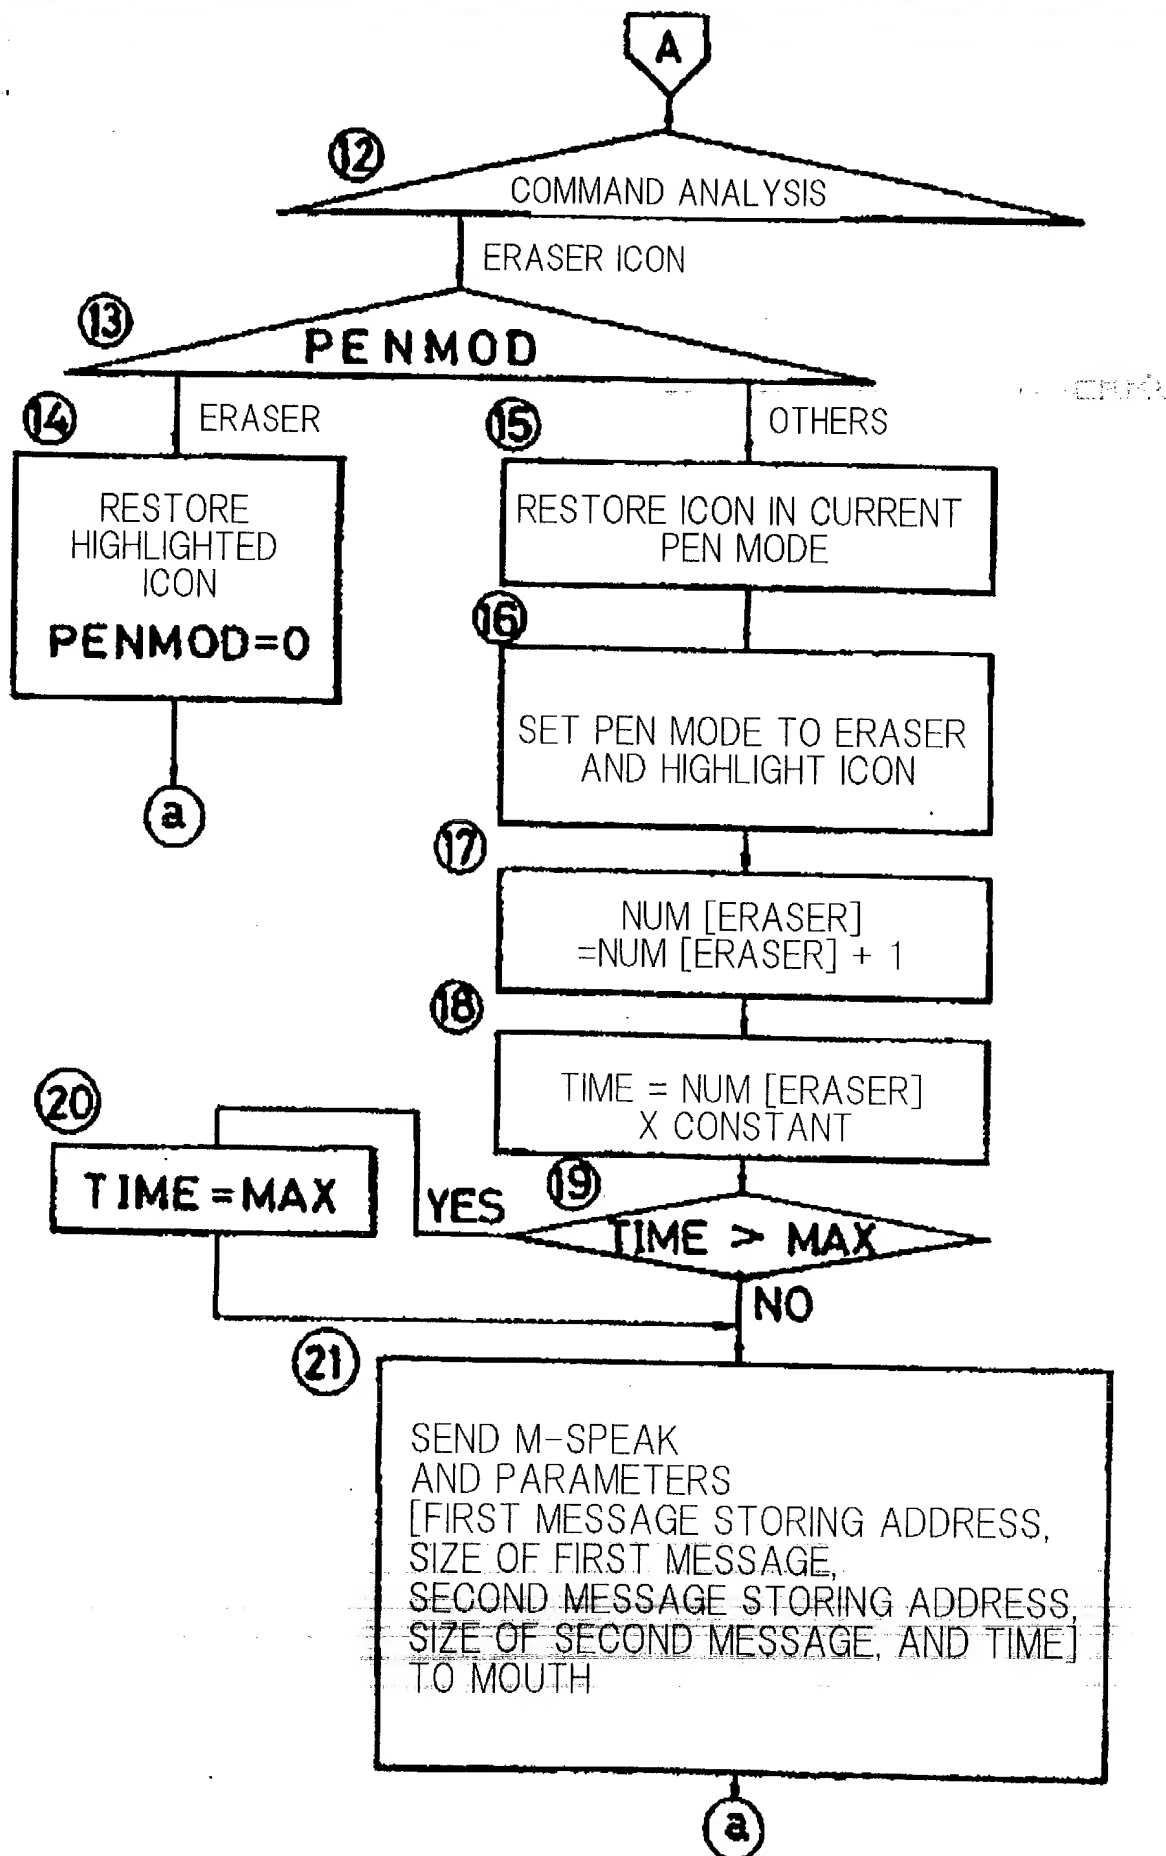 A
12
COMMAND ANALYSIS
ERASER ICON
13
PENMOD
14
ERASER
15
OTHERS
RESTORE
HIGHLIGHTED
ICON
PENMOD=0
a
RESTORE ICON IN CURRENT
PEN MODE
16
SET PEN MODE TO ERASER
AND HIGHLIGHT ICON
17
NUM [ERASER]
=NUM [ERASER] + 1
18
TIME = NUM [ERASER]
X CONSTANT
20
TIME=MAX
YES
19
TIME > MAX
NO
21
SEND M-SPEAK
AND PARAMETERS
[FIRST MESSAGE STORING ADDRESS,
SIZE OF FIRST MESSAGE,
SECOND MESSAGE STORING ADDRESS,
SIZE OF SECOND MESSAGE, AND TIME]
TO MOUTH
a